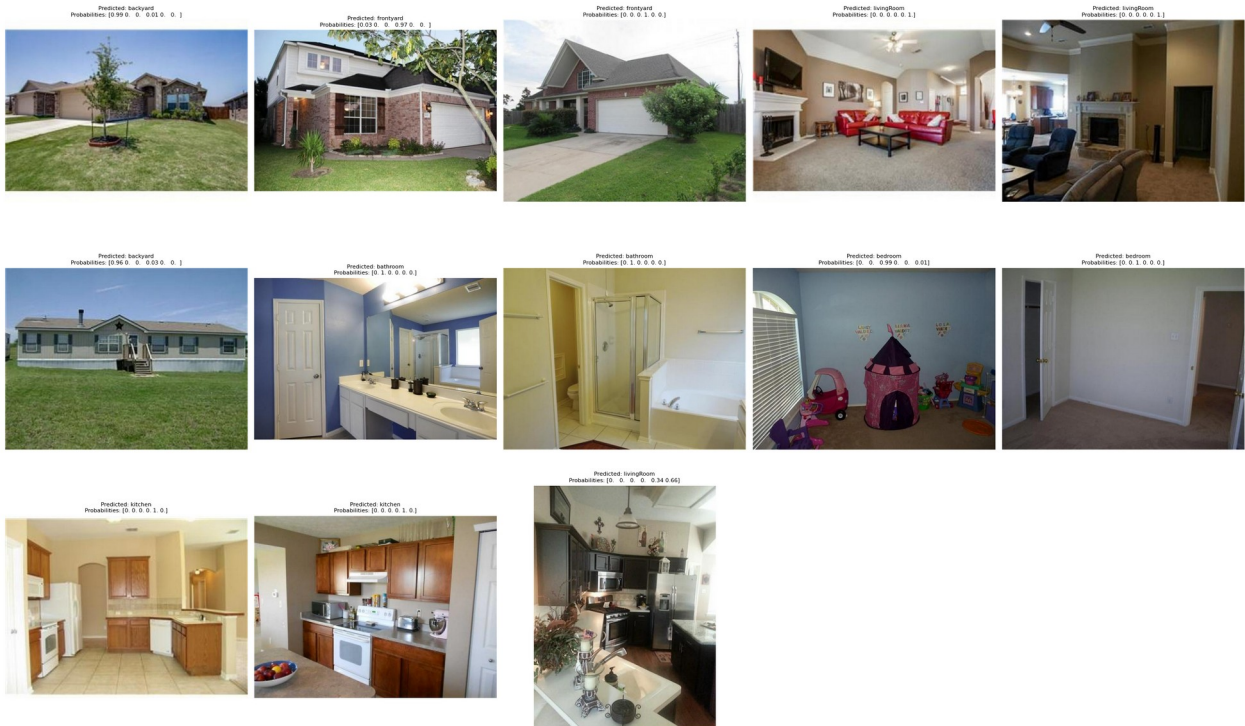 Predicted: backyard
Probabilities: [0.99 0.   0.   0.01 0.   0.  ]
Predicted: frontyard
Probabilities: [0.03 0.   0.   0.97 0.   0.  ]
Predicted: frontyard
Probabilities: [0. 0. 0. 1. 0. 0.]
Predicted: livingRoom
Probabilities: [0. 0. 0. 0. 0. 1.]
Predicted: livingRoom
Probabilities: [0. 0. 0. 0. 0. 1.]
Predicted: backyard
Probabilities: [0.96 0.   0.   0.03 0.   0.  ]
Predicted: bathroom
Probabilities: [0. 1. 0. 0. 0. 0.]
Predicted: bathroom
Probabilities: [0. 1. 0. 0. 0. 0.]
Predicted: bedroom
Probabilities: [0.   0.   0.99 0.   0.   0.01]
Predicted: bedroom
Probabilities: [0. 0. 1. 0. 0. 0.]
Predicted: kitchen
Probabilities: [0. 0. 0. 0. 1. 0.]
Predicted: kitchen
Probabilities: [0. 0. 0. 0. 1. 0.]
Predicted: livingRoom
Probabilities: [0.   0.   0.   0.   0.34 0.66]